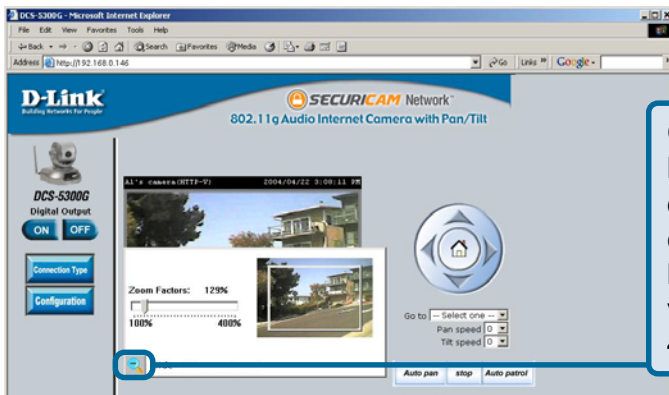 DCS-5300G - Microsoft Internet Explorer
File Edit View Favorites Tools Help
Back Search Favorites Media
Address http://192.168.0.146 Go Links » Google -
D-Link
Building Networks for People
SECURICAM Network™
802.11g Audio Internet Camera with Pan/Tilt
DCS-5300G
Digital Output
ON OFF
Connection Type
Configuration
Al's camera(HTTP-V) 2004/04/22 3:08:11 PM
Zoom Factors: 129%
100% 400%
Go to -- Select one --
Pan speed 0
Tilt speed 0
Auto pan stop Auto patrol